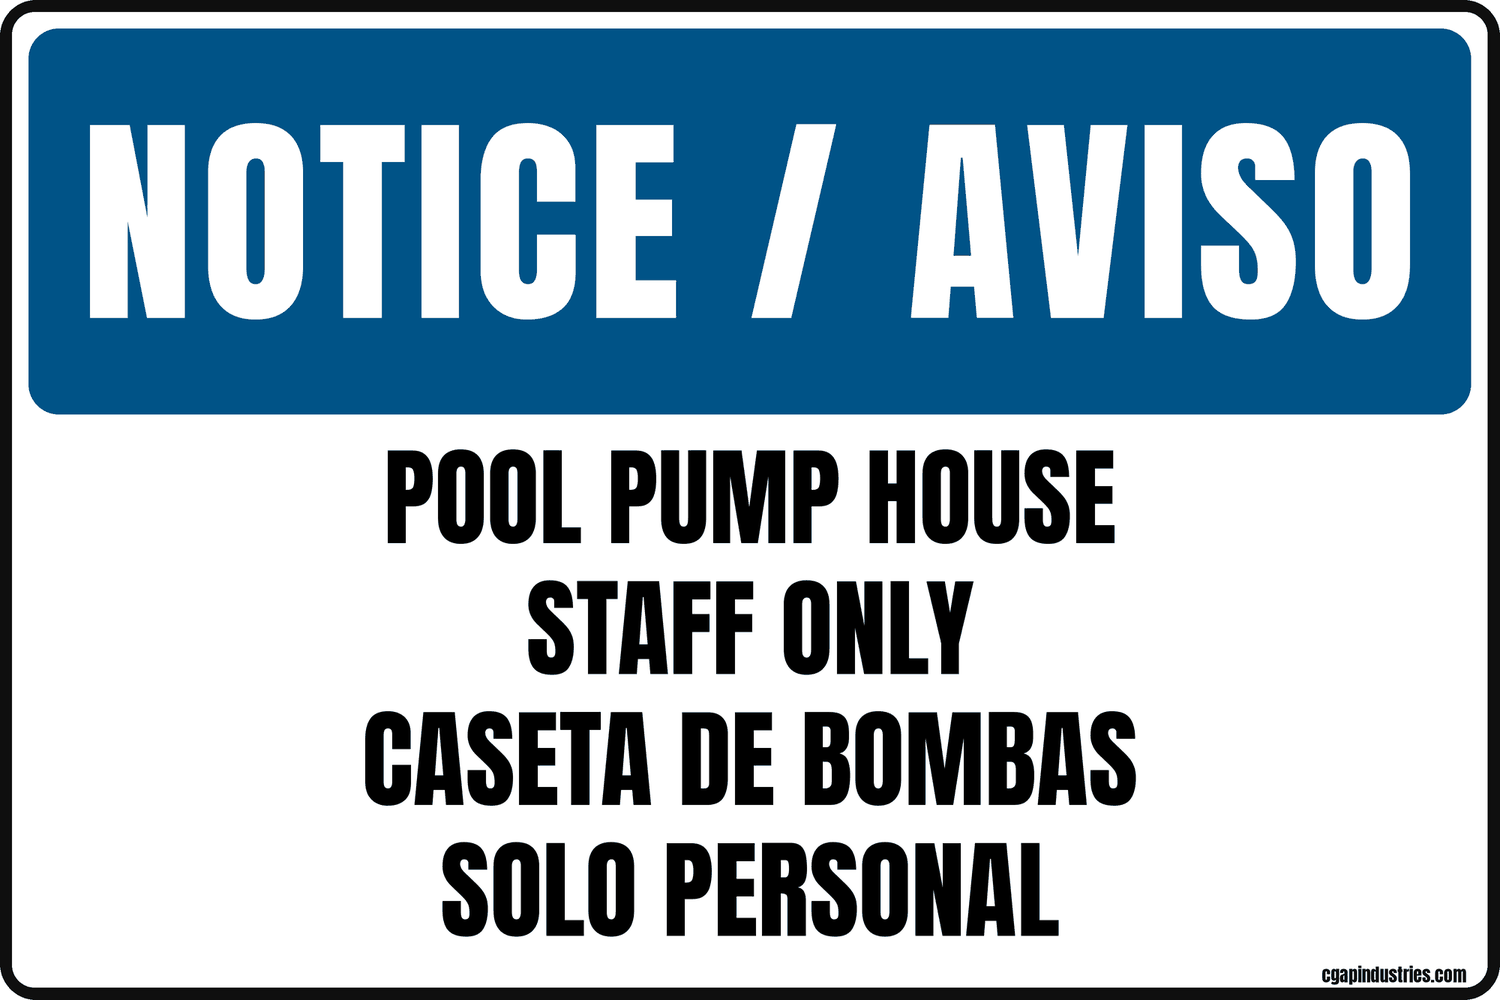 NOTICE / AVISO
POOL PUMP HOUSE
STAFF ONLY
CASETA DE BOMBAS
SOLO PERSONAL
cgapindustries.com